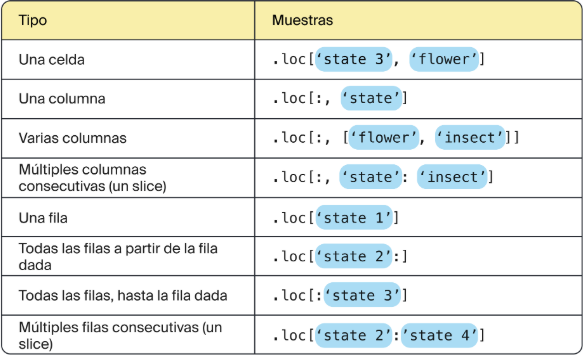 Tipo Muestras
Una celda .loc[‘state 3’, ‘flower’]
Una columna .loc[:, ‘state’]
Varias columnas .loc[:, [‘flower’, ‘insect’]]
Múltiples columnas
consecutivas (un slice) .loc[:, ‘state’: ‘insect’]
Una fila .loc[‘state 1’]
Todas las filas a partir de la fila
dada .loc[‘state 2’:]
Todas las filas, hasta la fila dada .loc[:‘state 3’]
Múltiples filas consecutivas (un
slice) .loc[‘state 2’:’state 4’]